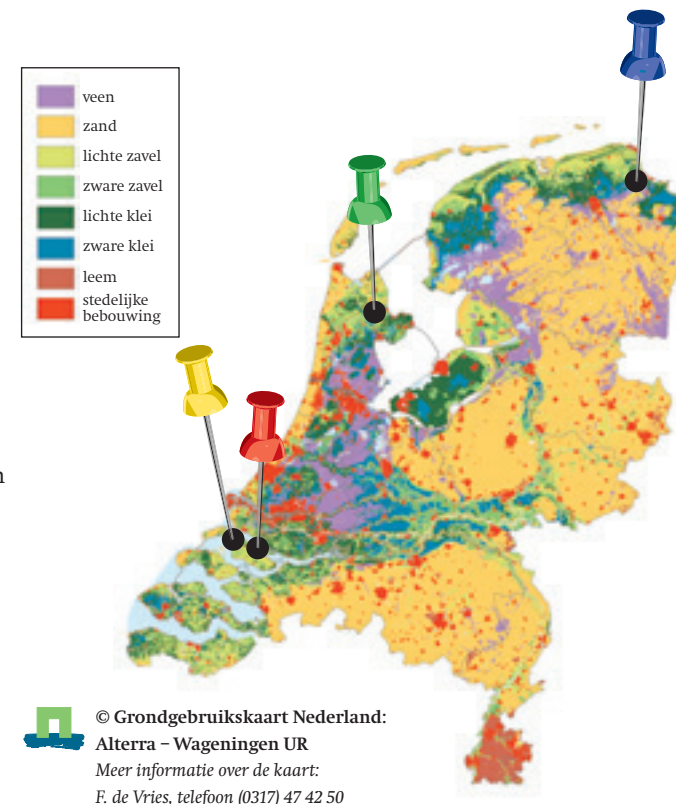 veen
zand
lichte zavel
zware zavel
lichte klei
zware klei
leem
stedelijke
bebouwing
n
© Grondgebruikskaart Nederland:
Alterra – Wageningen UR
Meer informatie over de kaart:
F. de Vries, telefoon (0317) 47 42 50